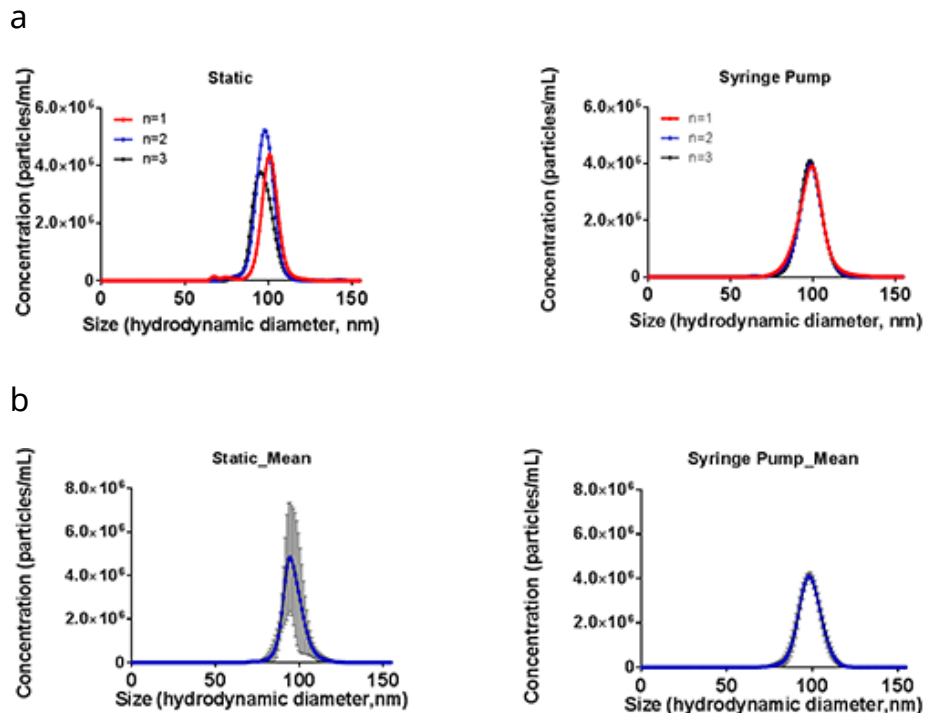 a
Static
Concentration (particles/mL)
6.0×10⁶
4.0×10⁶
2.0×10⁶
0
n=1
n=2
n=3
0 50 100 150
Size (hydrodynamic diameter, nm)
Syringe Pump
Concentration (particles/mL)
6.0×10⁶
4.0×10⁶
2.0×10⁶
0
n=1
n=2
n=3
0 50 100 150
Size (hydrodynamic diameter, nm)
b
Static_Mean
Concentration (particles/mL)
8.0×10⁶
6.0×10⁶
4.0×10⁶
2.0×10⁶
0
0 50 100 150
Size (hydrodynamic diameter,nm)
Syringe Pump_Mean
Concentration (particles/mL)
8.0×10⁶
6.0×10⁶
4.0×10⁶
2.0×10⁶
0
0 50 100 150
Size (hydrodynamic diameter,nm)